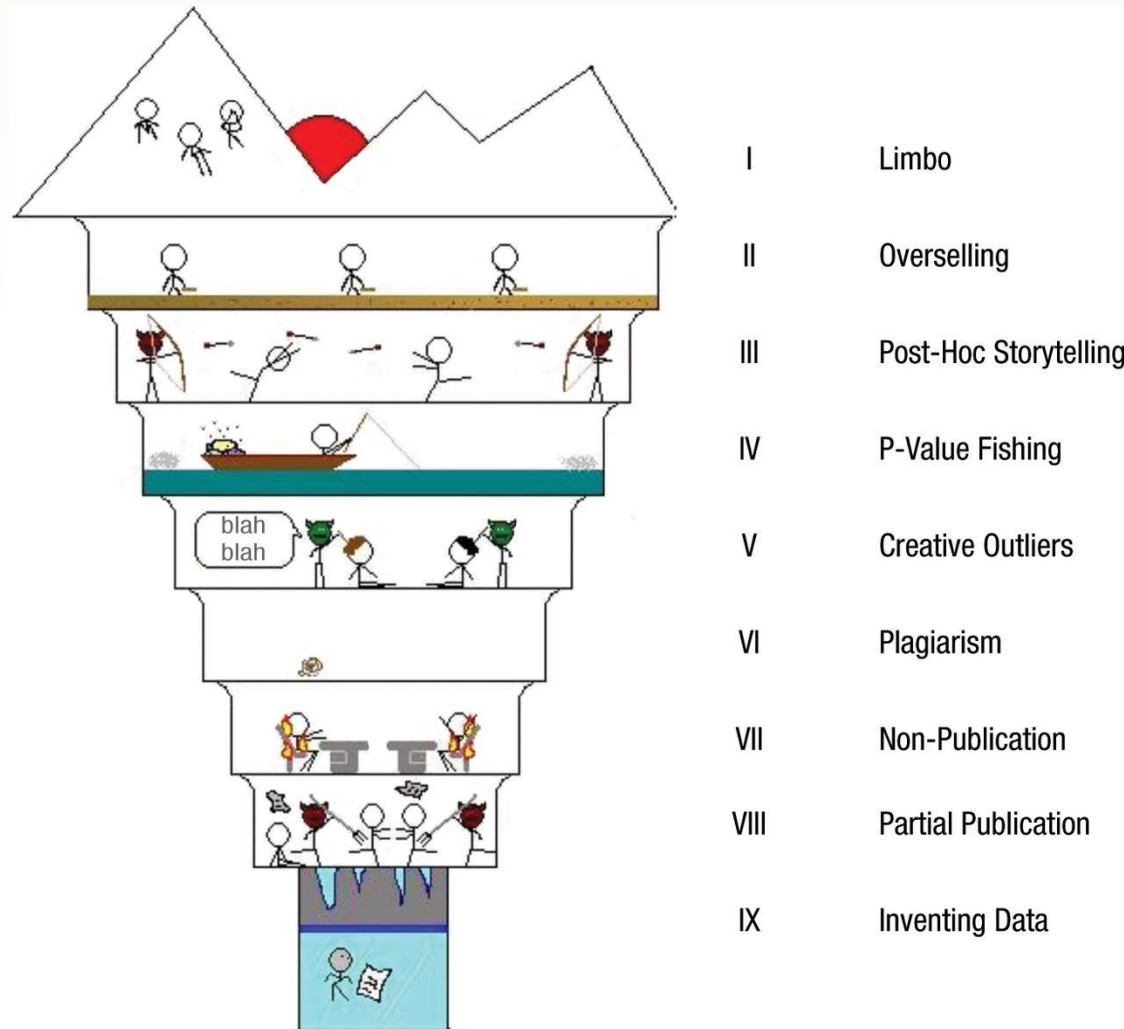 I Limbo
II Overselling
III Post-Hoc Storytelling
IV P-Value Fishing
blah
blah
V Creative Outliers
VI Plagiarism
VII Non-Publication
VIII Partial Publication
IX Inventing Data